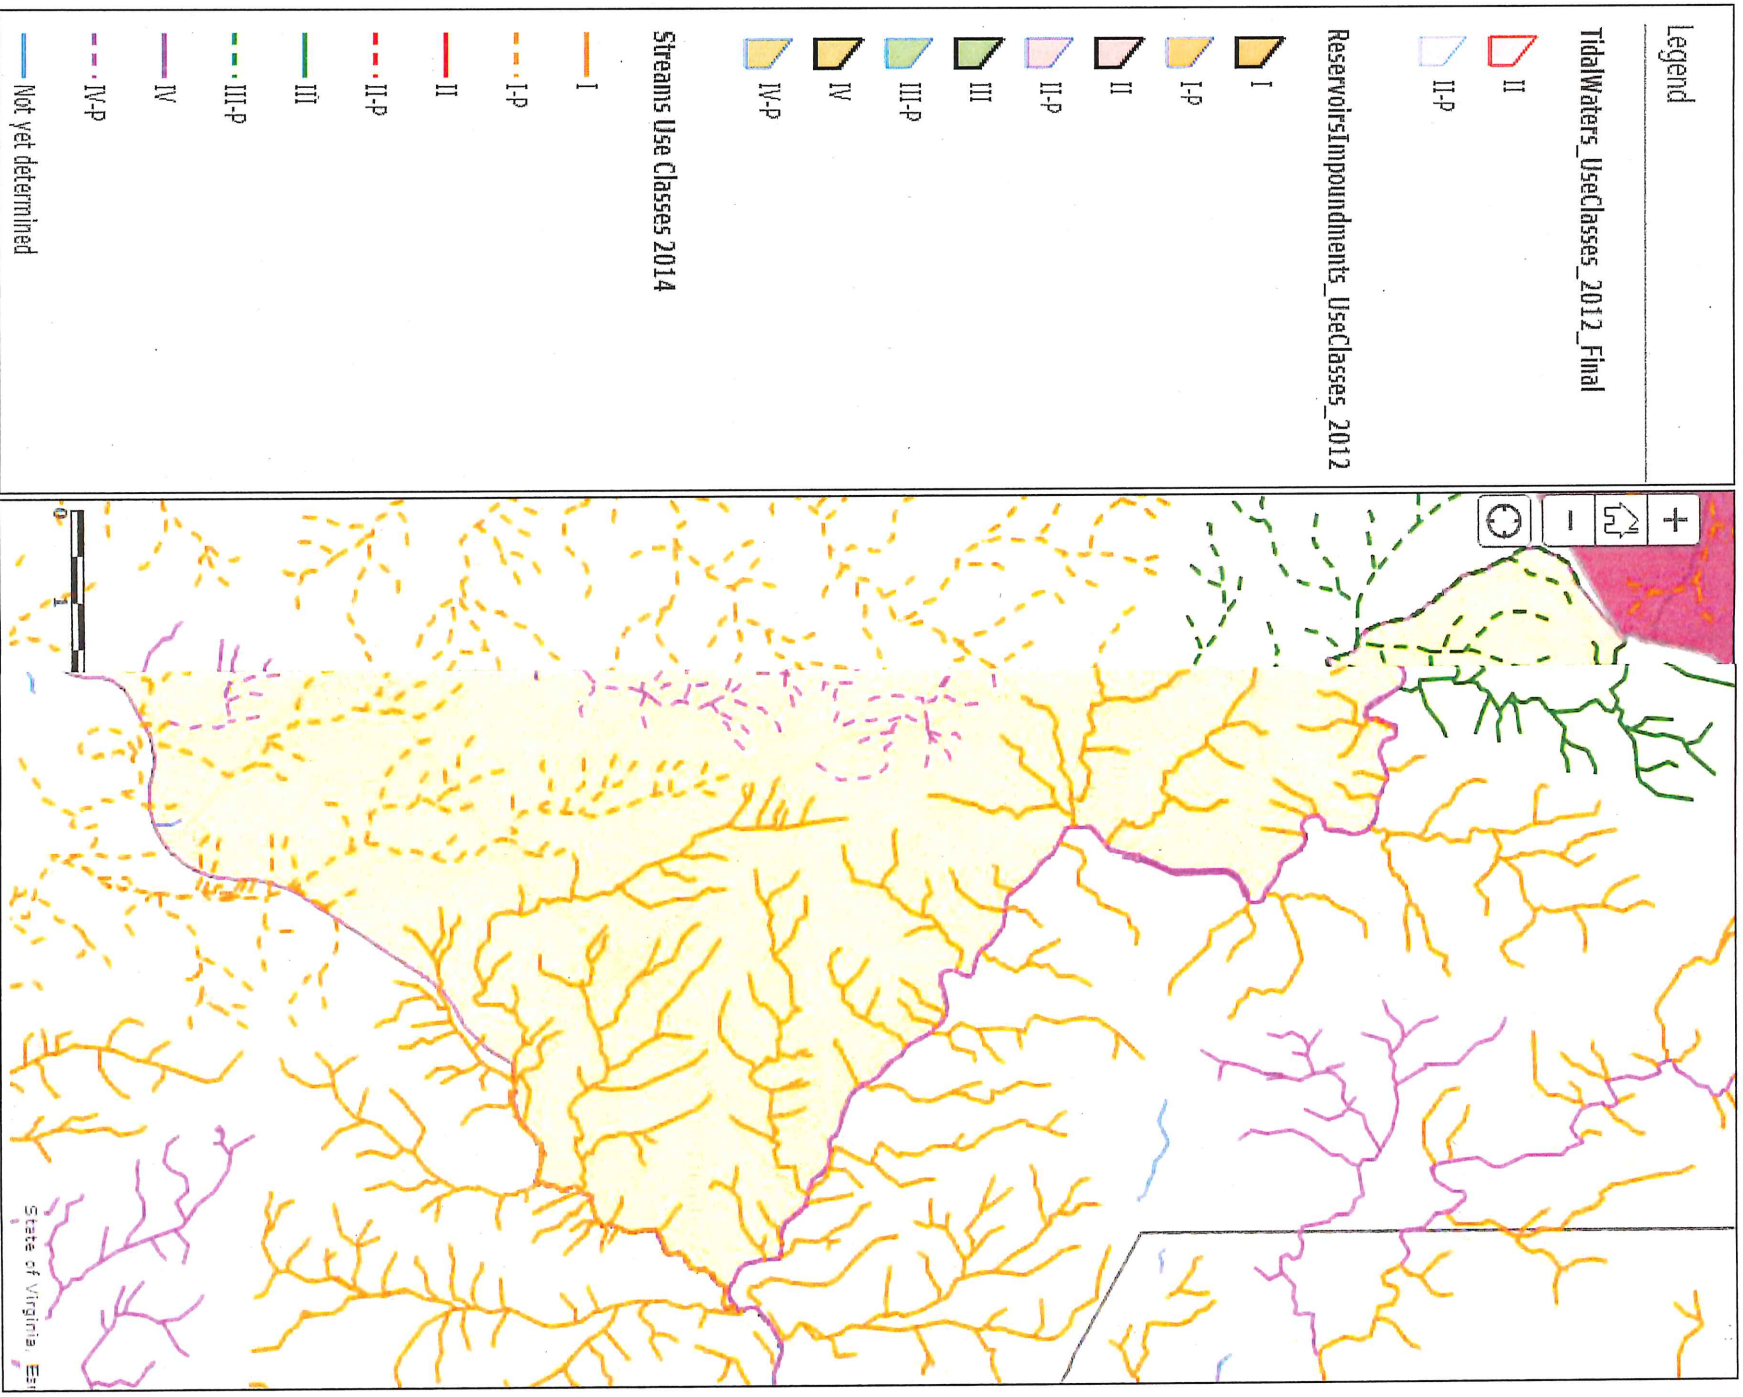 Legend
TidalWaters_UseClasses_2012_Final
II
II-P
ReservoirsImpoundments_UseClasses_2012
I
I-P
II
II-P
III
III-P
IV
IV-P
Streams Use Classes 2014
I
I-P
II
II-P
III
III-P
IV
IV-P
Not yet determined
+
−
0
1
State of Virginia, Esr